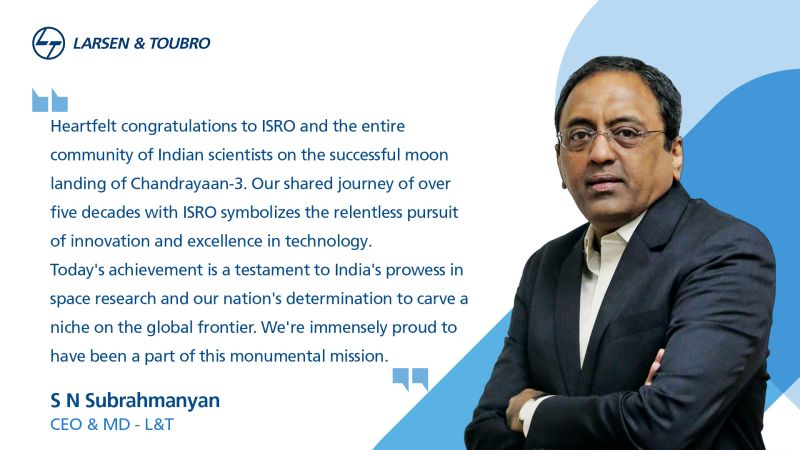 LARSEN & TOUBRO
Heartfelt congratulations to ISRO and the entire
community of Indian scientists on the successful moon
landing of Chandrayaan-3. Our shared journey of over
five decades with ISRO symbolizes the relentless pursuit
of innovation and excellence in technology.
Today's achievement is a testament to India's prowess in
space research and our nation's determination to carve a
niche on the global frontier. We're immensely proud to
have been a part of this monumental mission.
S N Subrahmanyan
CEO & MD - L&T